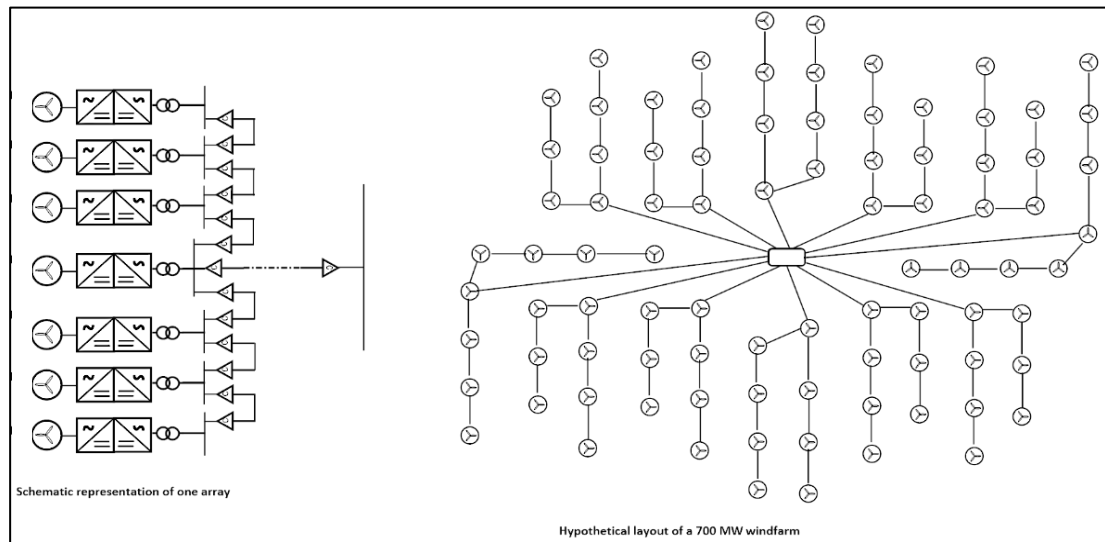 Schematic representation of one array
Hypothetical layout of a 700 MW windfarm